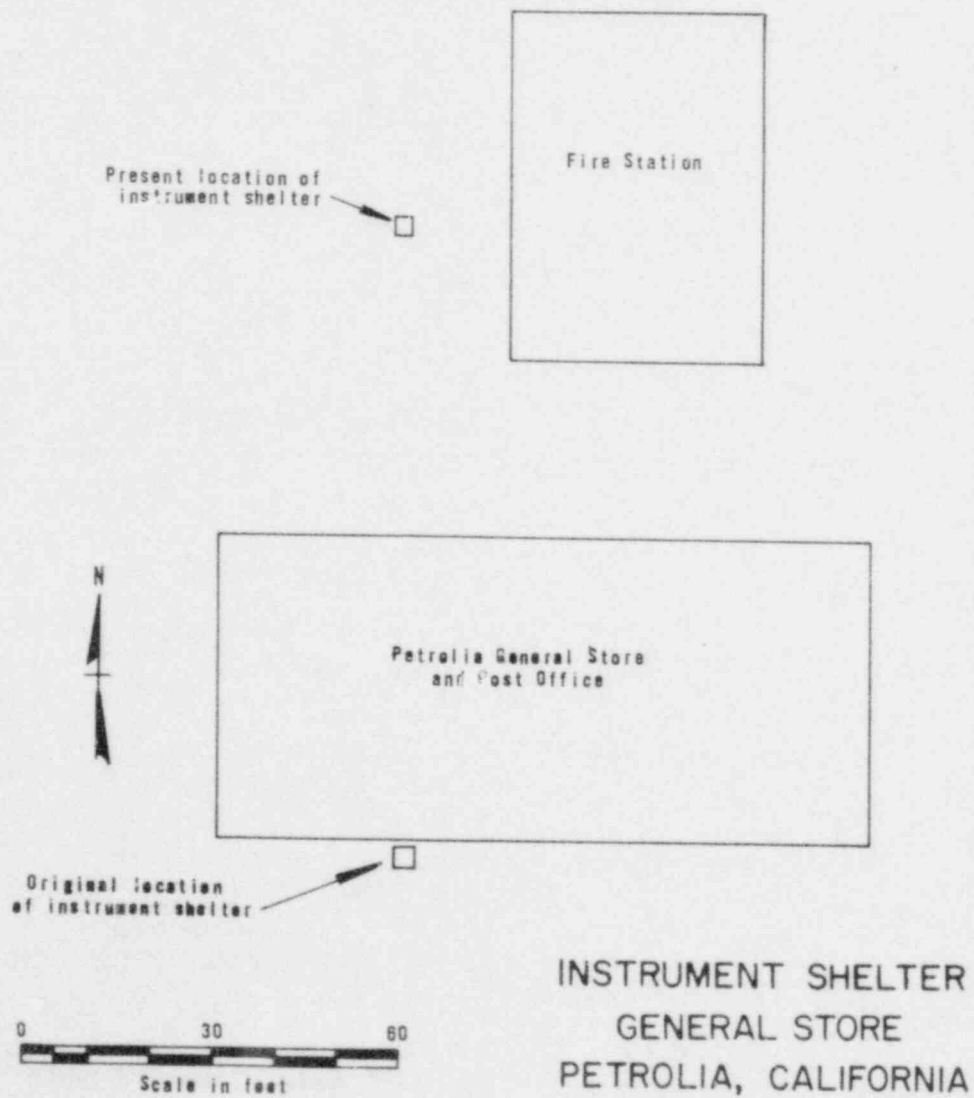 Fire Station
Present location of
instrument shelter
N
Petrolia General Store
and Post Office
Original location
of instrument shelter
0 30 60
Scale in feet
INSTRUMENT SHELTER
GENERAL STORE
PETROLIA, CALIFORNIA